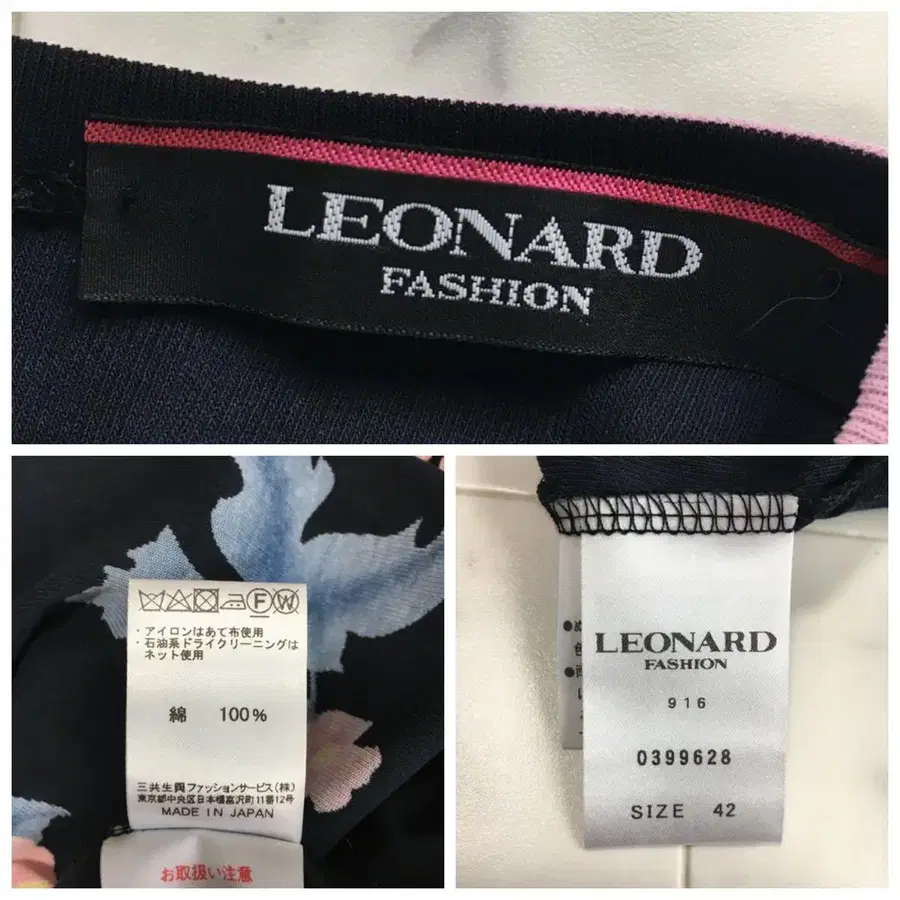 LEONARD
FASHION
・アイロンはあて布使用
・石油系ドライクリーニングは
ネット使用
綿 100%
三共生興ファッションサービス(株)
東京都中央区日本橋富沢町11番12号
MADE IN JAPAN
お取扱い注意
LEONARD
FASHION
916
0399628
SIZE 42